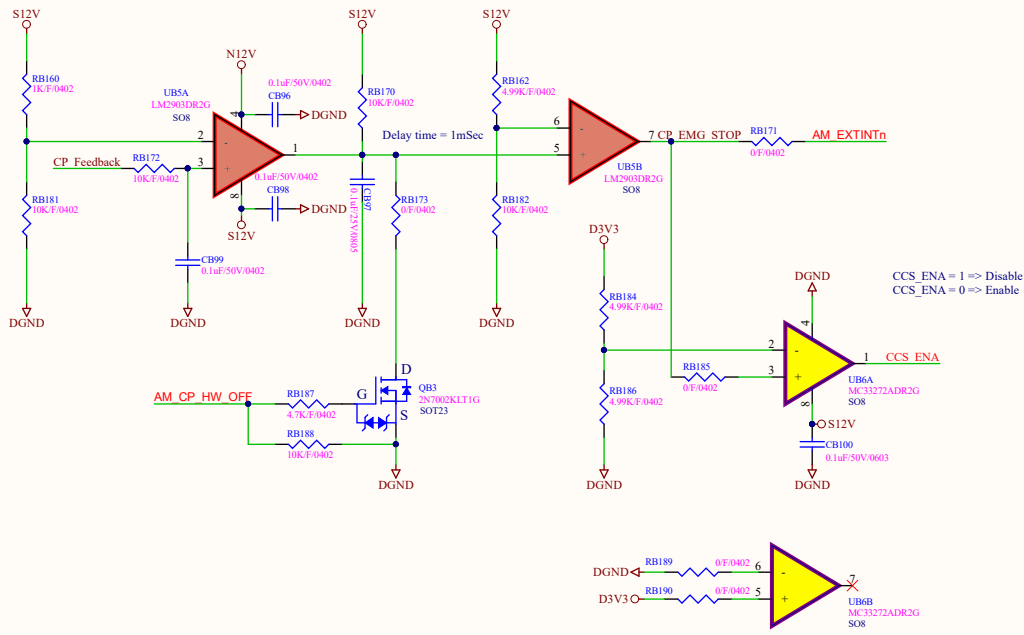 S12V
S12V
S12V
N12V
RB160
1K/F/0402
UB5A
LM2903DR2G
SO8
0.1uF/50V/0402
CB96
DGND
RB170
10K/F/0402
RB162
4.99K/F/0402
4
2
-
3
+
1
8
CP_Feedback
RB172
10K/F/0402
0.1uF/50V/0402
CB98
DGND
S12V
Delay time = 1mSec
6
-
5
+
7
CP_EMG_STOP
RB171
0/F/0402
AM_EXTINTn
UB5B
LM2903DR2G
SO8
RB181
10K/F/0402
CB97
0.1uF/25V/0805
RB173
0/F/0402
RB182
10K/F/0402
CB99
0.1uF/50V/0402
DGND
DGND
DGND
DGND
D3V3
RB184
4.99K/F/0402
DGND
CCS_ENA = 1 => Disable
CCS_ENA = 0 => Enable
4
2
-
3
+
1
8
CCS_ENA
RB185
0/F/0402
UB6A
MC33272ADR2G
SO8
RB186
4.99K/F/0402
S12V
CB100
0.1uF/50V/0603
DGND
DGND
AM_CP_HW_OFF
RB187
4.7K/F/0402
RB188
10K/F/0402
D
G
S
QB3
2N7002KLT1G
SOT23
DGND
DGND
RB189
0/F/0402
6
-
D3V3
RB190
0/F/0402
5
+
7
UB6B
MC33272ADR2G
SO8